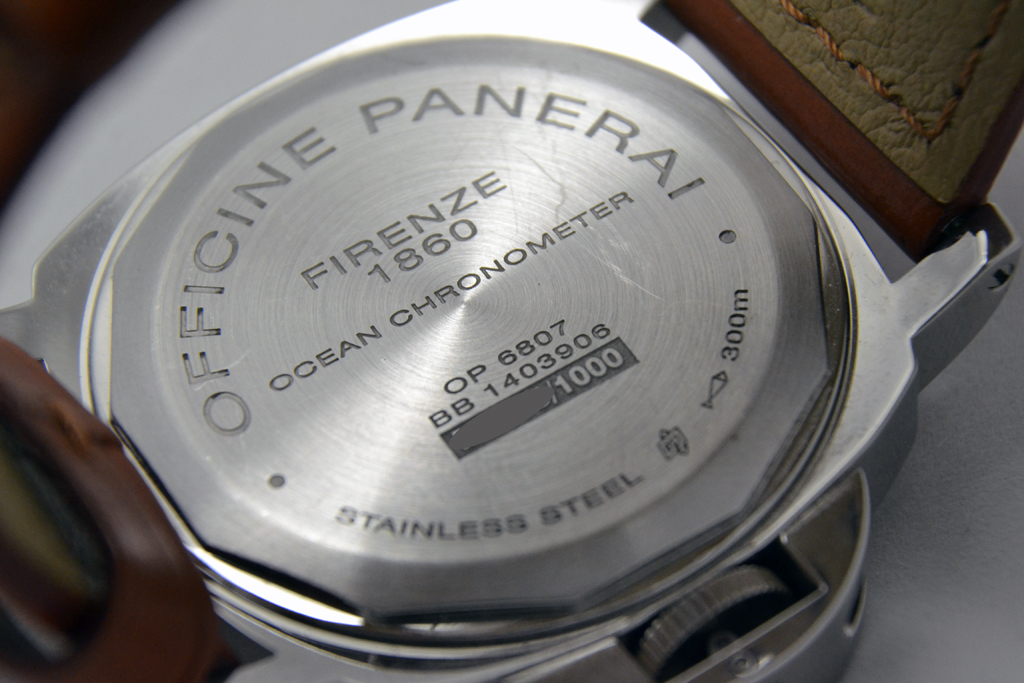 OFFICINE PANERAI
FIRENZE
1860
OCEAN CHRONOMETER
OP 6807
BB 1403906
/1000
300m
STAINLESS STEEL